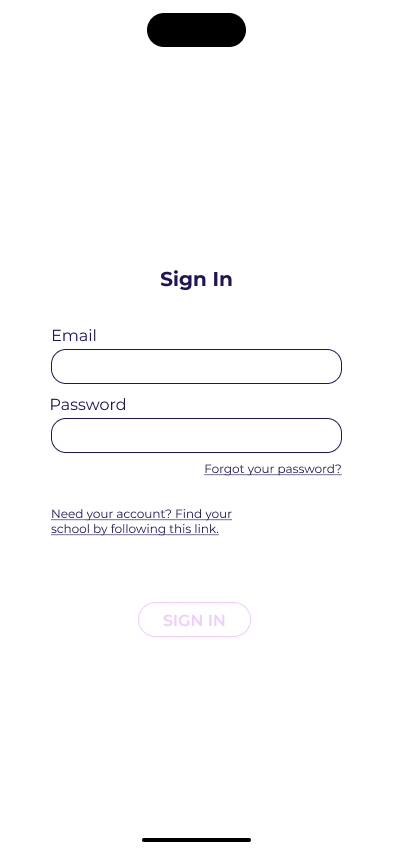 Sign In
Email
Password
Forgot your password?
Need your account? Find your
school by following this link.
SIGN IN